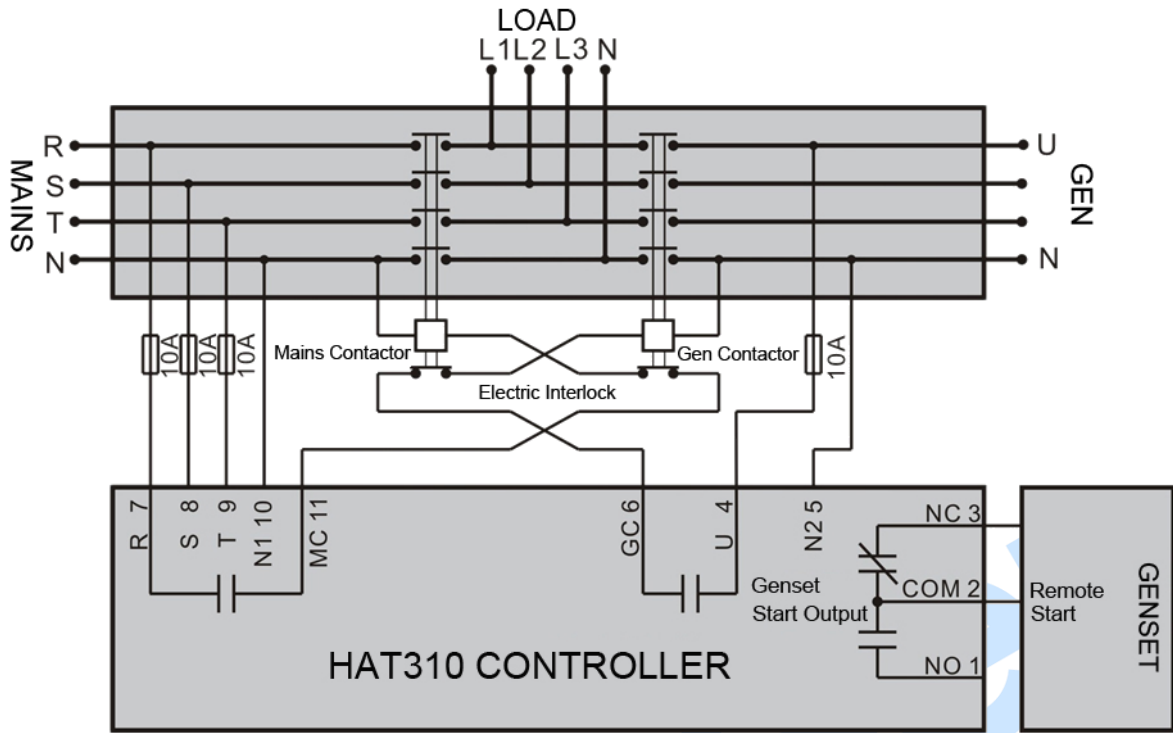 LOAD
L1 L2 L3 N
MAINS
R
S
T
N
U
N
GEN
10A
10A
10A
Mains Contactor
Gen Contactor
10A
Electric Interlock
R 7
S 8
T 9
N1 10
MC 11
GC 6
U 4
N2 5
NC 3
COM 2
NO 1
Genset
Start Output
Remote
Start
GENSET
HAT310 CONTROLLER